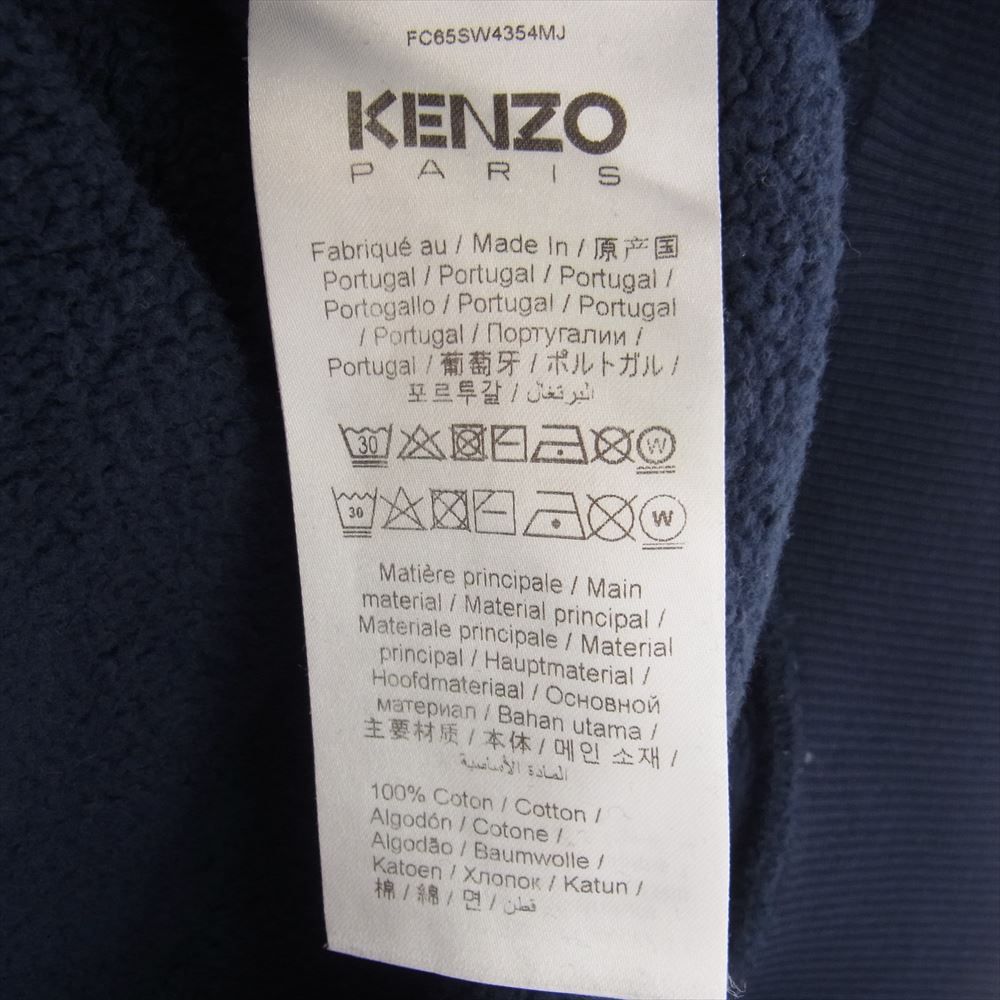 FC65SW4354MJ
KENZO
PARIS
Fabriqué au / Made In / 原产国
Portugal / Portugal / Portugal /
Portogallo / Portugal / Portugal
/ Portugal / Португалии /
Portugal / 葡萄牙 / ポルトガル /
포르투갈 / البرتغال
30 W
30 W
Matière principale / Main
material / Material principal /
Materiale principale / Material
principal / Hauptmaterial /
Hoofdmateriaal / Основной
материал / Bahan utama /
主要材质 / 本体 / 메인 소재 /
المادة الأساسية
100% Coton / Cotton /
Algodón / Cotone /
Algodão / Baumwolle /
Katoen / Хлопок / Katun /
棉 / 綿 / 면 / قطن